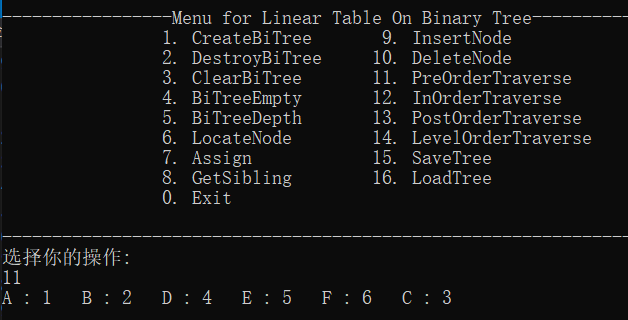 -----------------Menu for Linear Table On Binary Tree-----------------
1. CreateBiTree 9. InsertNode
2. DestroyBiTree 10. DeleteNode
3. ClearBiTree 11. PreOrderTraverse
4. BiTreeEmpty 12. InOrderTraverse
5. BiTreeDepth 13. PostOrderTraverse
6. LocateNode 14. LevelOrderTraverse
7. Assign 15. SaveTree
8. GetSibling 16. LoadTree
0. Exit
---------------------------------------------------------------
选择你的操作:
11
A : 1 B : 2 D : 4 E : 5 F : 6 C : 3